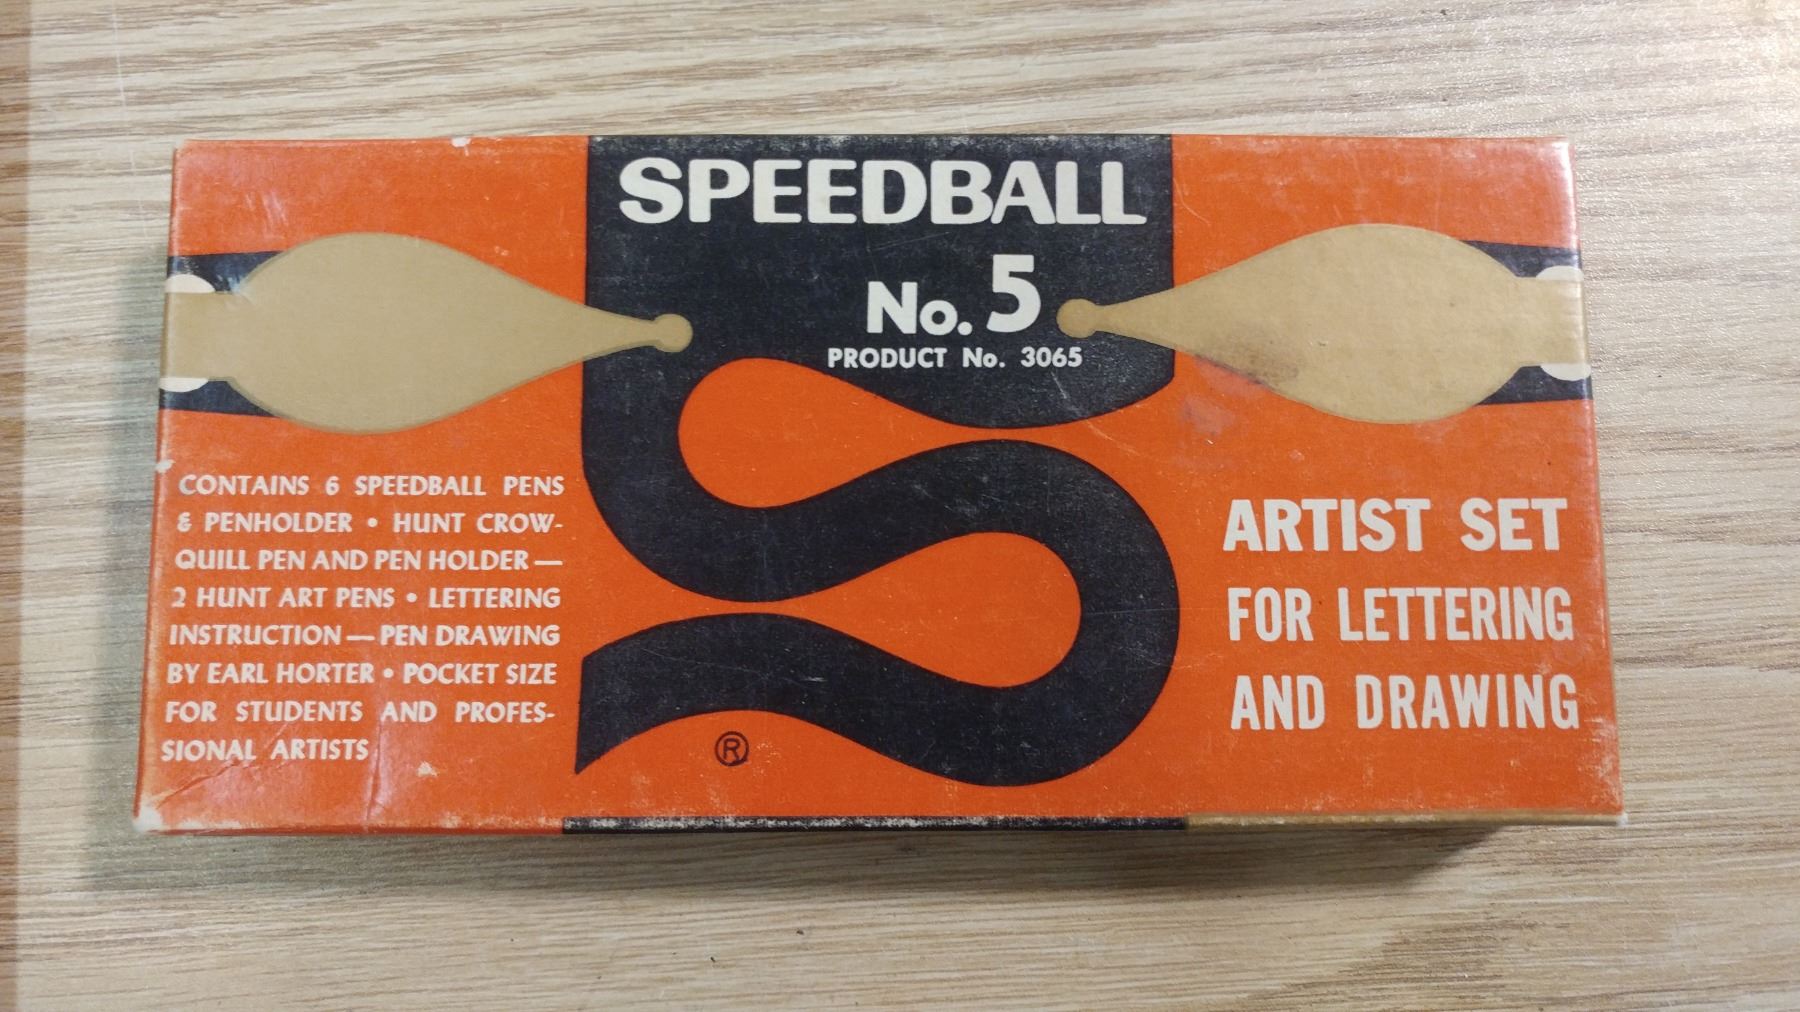 SPEEDBALL
No. 5
PRODUCT No. 3065
CONTAINS 6 SPEEDBALL PENS
& PENHOLDER • HUNT CROW-
QUILL PEN AND PEN HOLDER —
2 HUNT ART PENS • LETTERING
INSTRUCTION — PEN DRAWING
BY EARL HORTER • POCKET SIZE
FOR STUDENTS AND PROFES-
SIONAL ARTISTS
®
ARTIST SET
FOR LETTERING
AND DRAWING